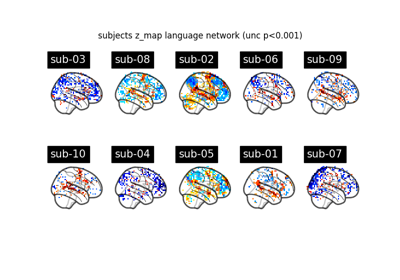 subjects z_map language network (unc p<0.001)
sub-03 sub-08 sub-02 sub-06 sub-09
sub-10 sub-04 sub-05 sub-01 sub-07